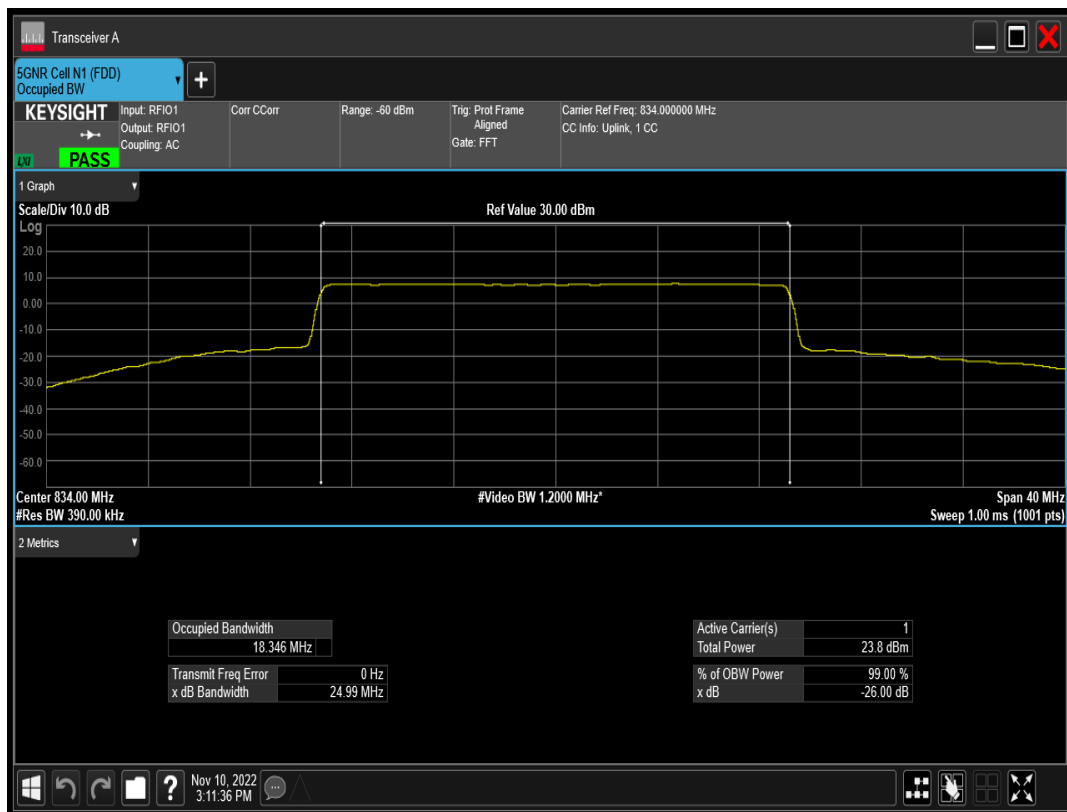 Transceiver A
5GNR Cell N1 (FDD)
Occupied BW
+
KEYSIGHT
LXI
PASS
Input: RFIO1
Output: RFIO1
Coupling: AC
Corr CCorr
Range: -60 dBm
Trig: Prot Frame
Aligned
Gate: FFT
Carrier Ref Freq: 834.000000 MHz
CC Info: Uplink, 1 CC
1 Graph
Scale/Div 10.0 dB
Ref Value 30.00 dBm
Log
20.0
10.0
0.00
-10.0
-20.0
-30.0
-40.0
-50.0
-60.0
Center 834.00 MHz
#Video BW 1.2000 MHz*
Span 40 MHz
#Res BW 390.00 kHz
Sweep 1.00 ms (1001 pts)
2 Metrics
Occupied Bandwidth
18.346 MHz
Transmit Freq Error 0 Hz
x dB Bandwidth 24.99 MHz
Active Carrier(s) 1
Total Power 23.8 dBm
% of OBW Power 99.00 %
x dB -26.00 dB
?
Nov 10, 2022
3:11:36 PM